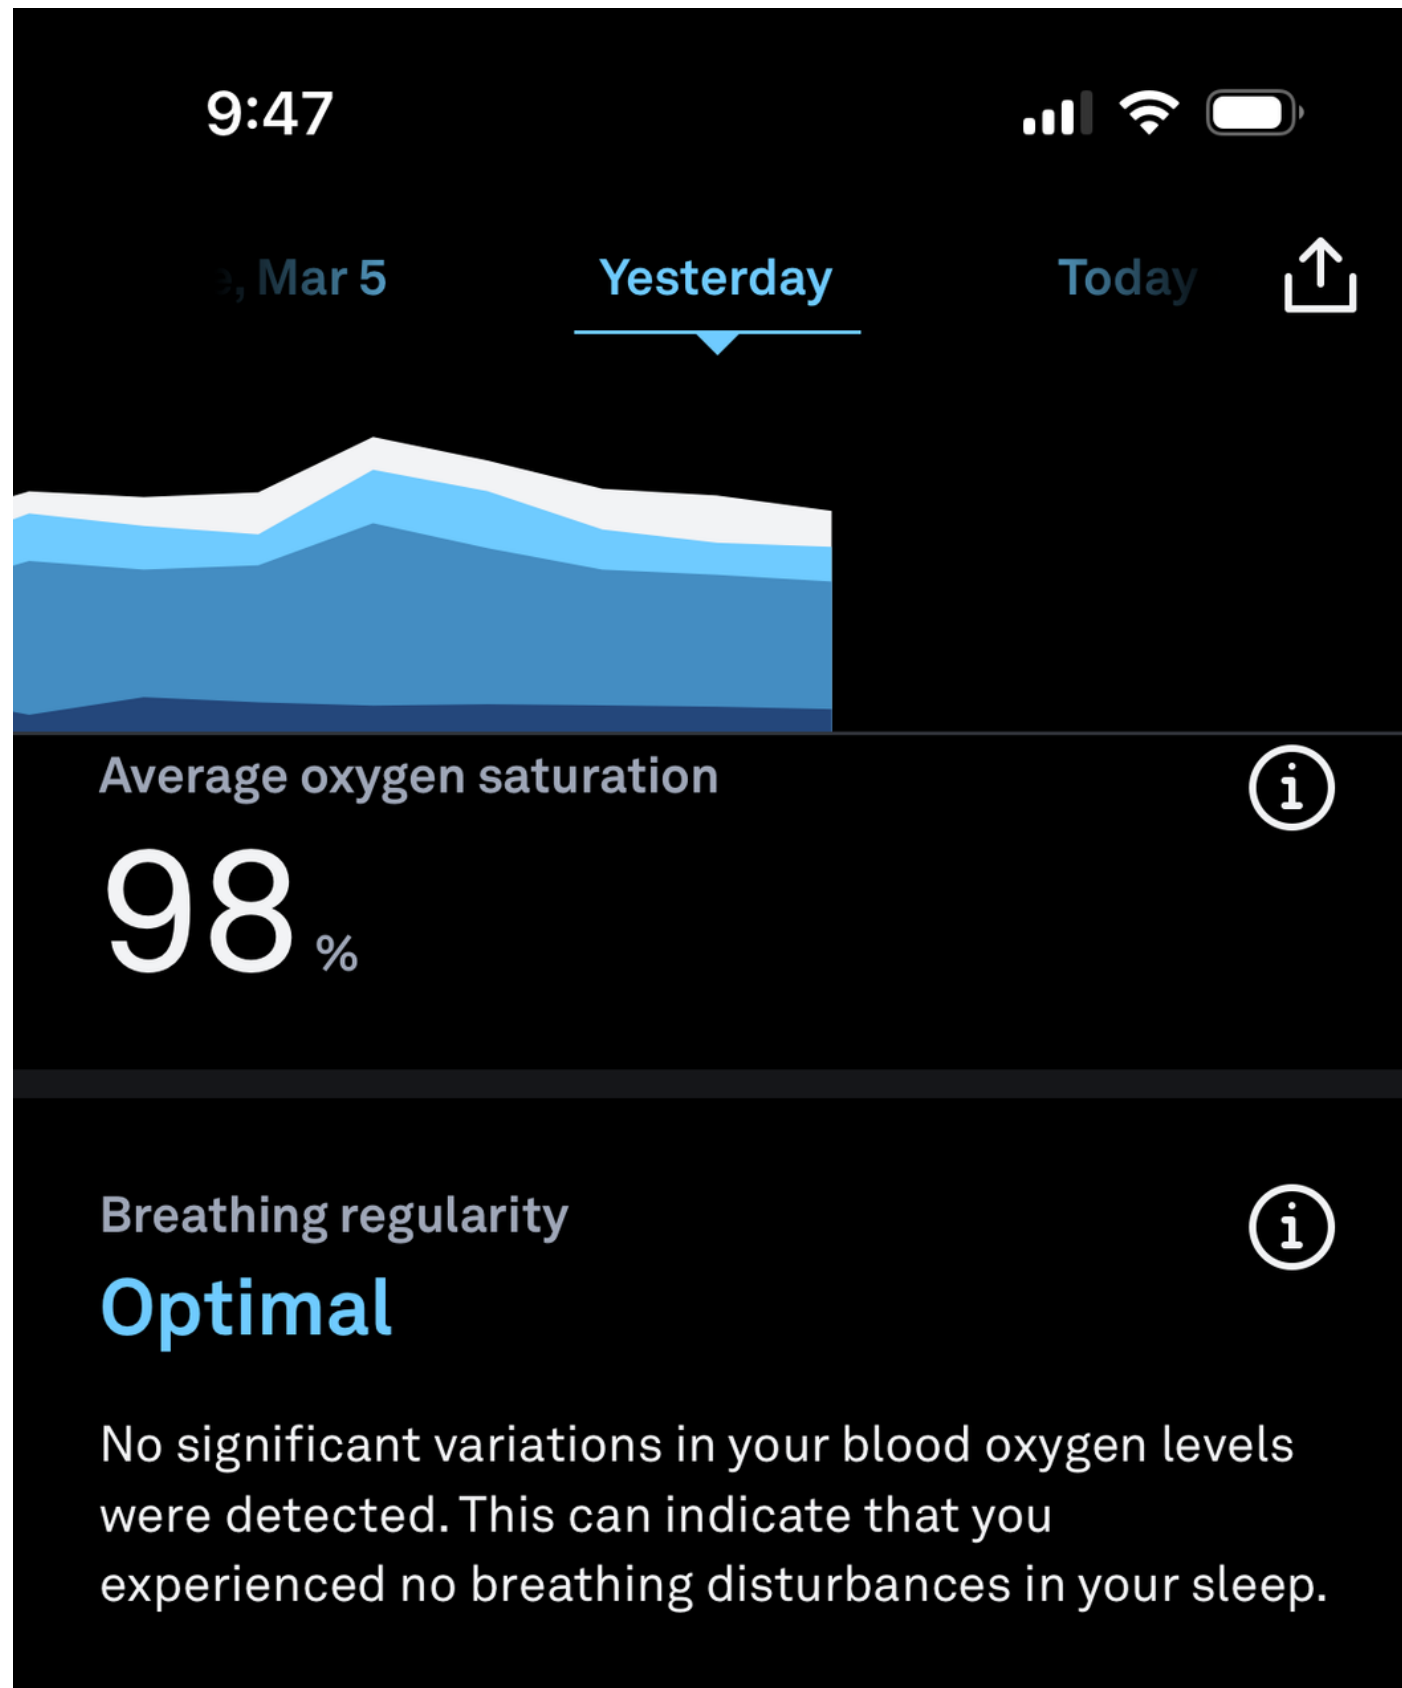 9:47
e, Mar 5
Yesterday
Today
Average oxygen saturation
98 %
Breathing regularity
Optimal
No significant variations in your blood oxygen levels
were detected. This can indicate that you
experienced no breathing disturbances in your sleep.